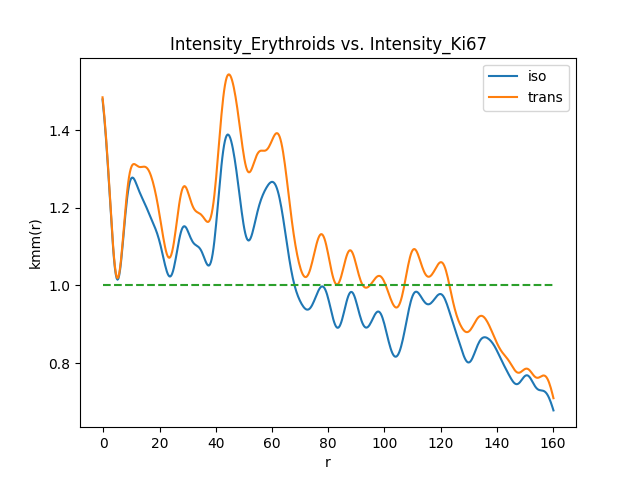 Intensity_Erythroids vs. Intensity_Ki67
iso
trans
kmm(r)
1.4
1.2
1.0
0.8
0 20 40 60 80 100 120 140 160
r